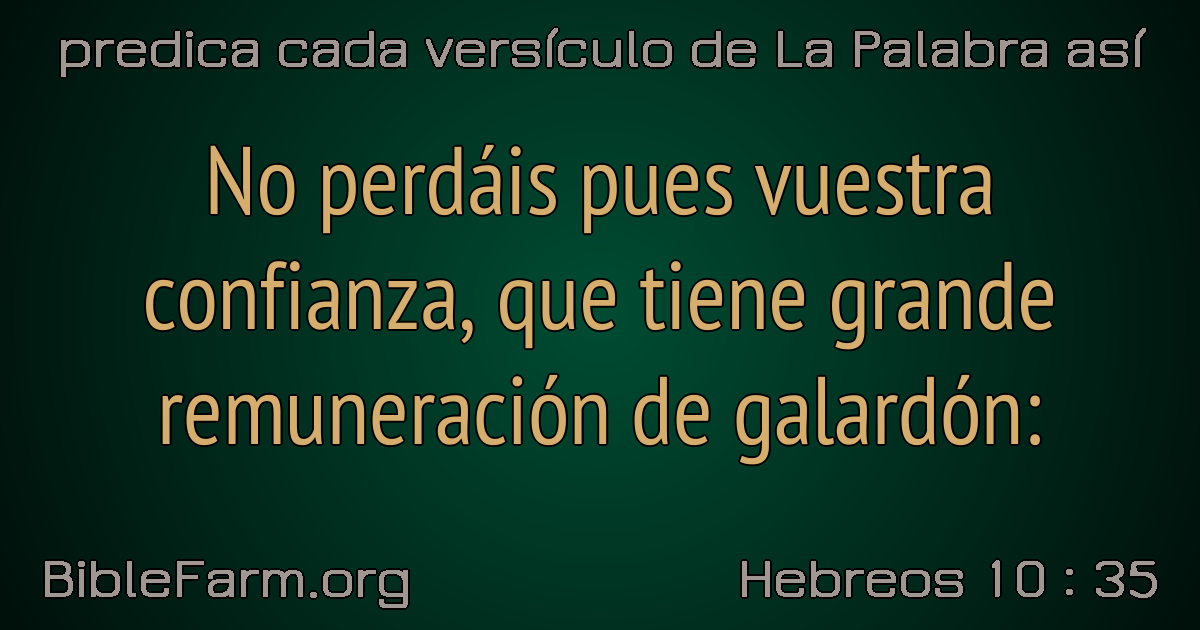 predica cada versículo de La Palabra así
No perdáis pues vuestra
confianza, que tiene grande
remuneración de galardón:
BibleFarm.org
Hebreos 10 : 35